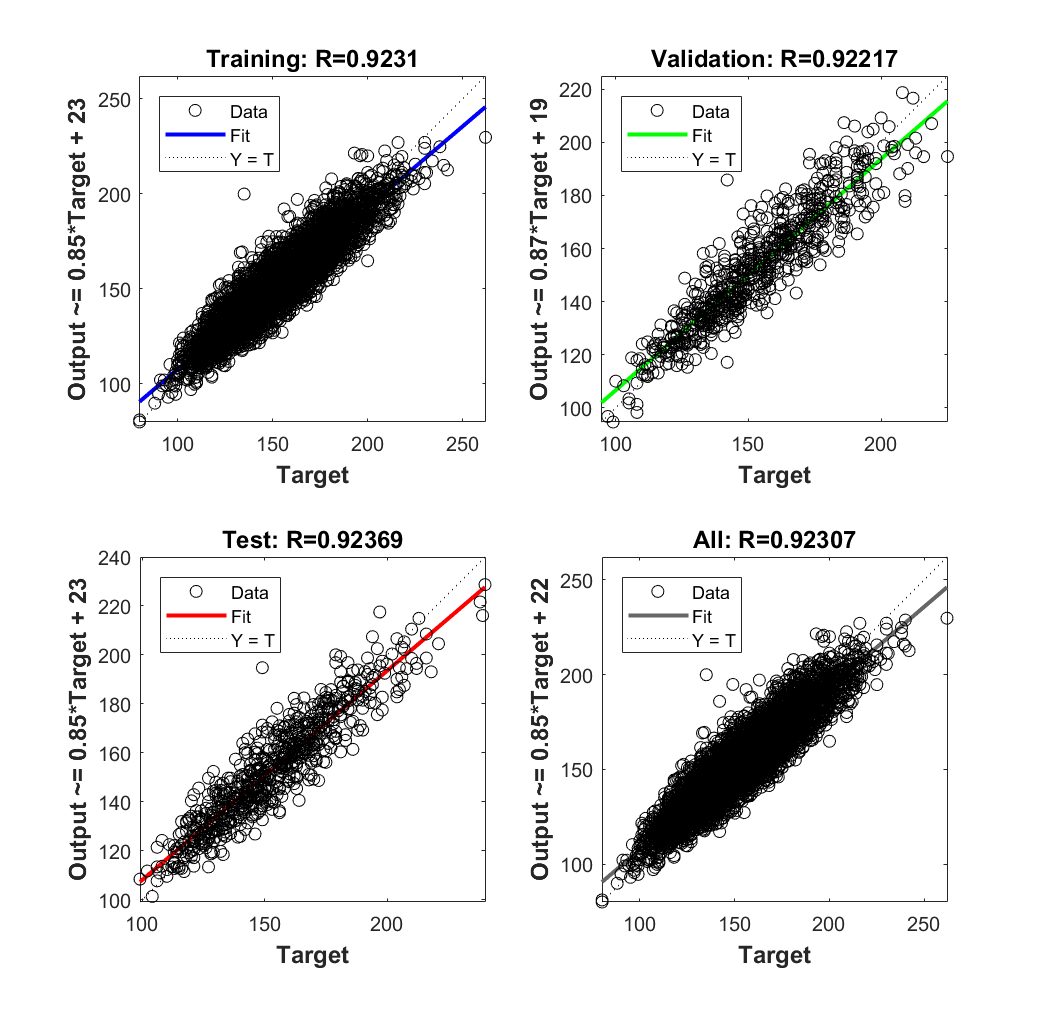 Training: R=0.9231
Output ~= 0.85*Target + 23
250
200
150
100
Data
Fit
Y = T
100 150 200 250
Target
Validation: R=0.92217
Output ~= 0.87*Target + 19
220
200
180
160
140
120
100
Data
Fit
Y = T
100 150 200
Target
Test: R=0.92369
Output ~= 0.85*Target + 23
240
220
200
180
160
140
120
100
Data
Fit
Y = T
100 150 200
Target
All: R=0.92307
Output ~= 0.85*Target + 22
250
200
150
100
Data
Fit
Y = T
100 150 200 250
Target